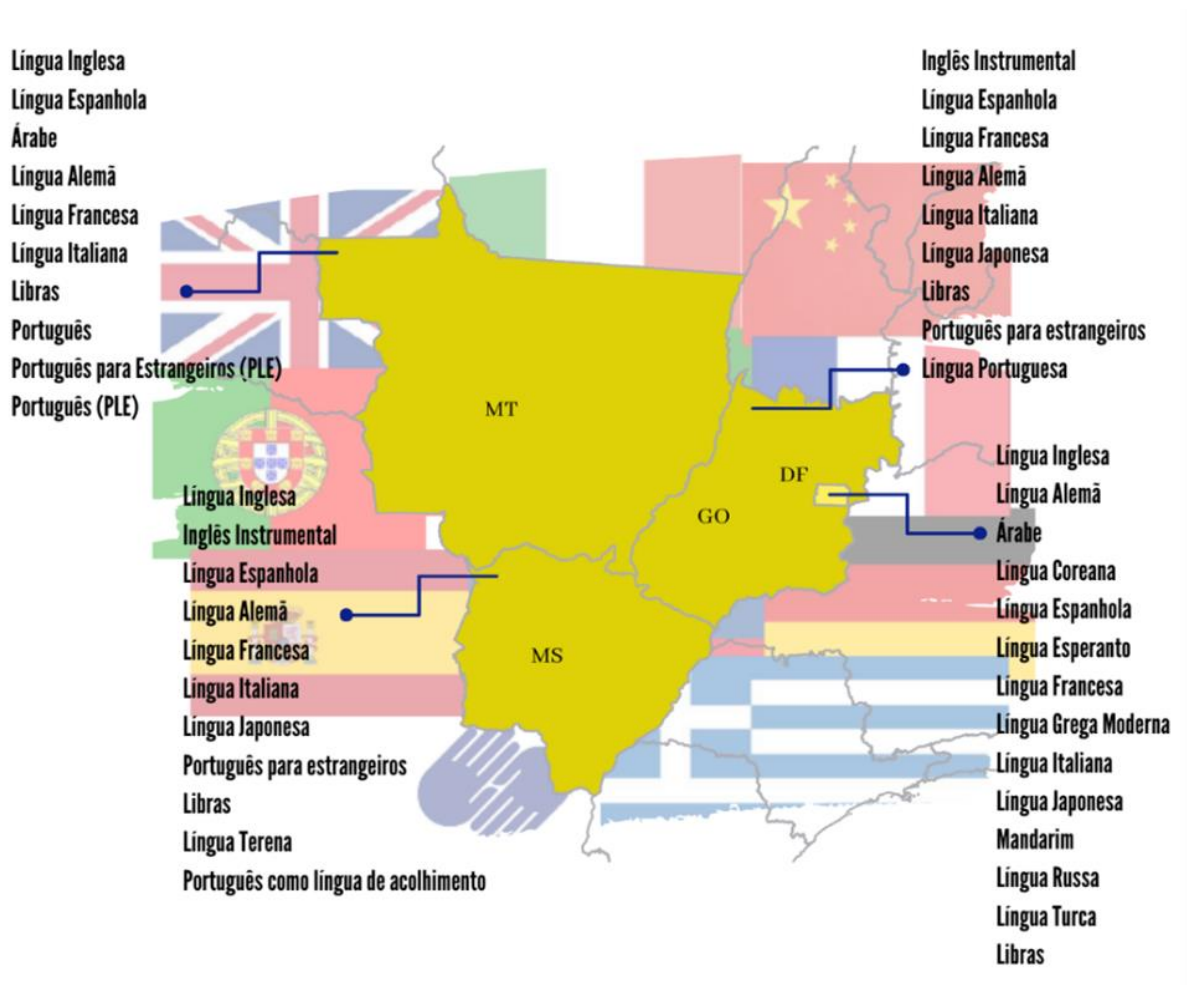 Língua Inglesa
Língua Espanhola
Árabe
Língua Alemã
Língua Francesa
Língua Italiana
Libras
Português
Português para Estrangeiros (PLE)
Português (PLE)
Inglês Instrumental
Língua Espanhola
Língua Francesa
Língua Alemã
Língua Italiana
Língua Japonesa
Libras
Português para estrangeiros
Língua Portuguesa
MT
DF
GO
MS
Língua Inglesa
Inglês Instrumental
Língua Espanhola
Língua Alemã
Língua Francesa
Língua Italiana
Língua Japonesa
Português para estrangeiros
Libras
Língua Terena
Português como língua de acolhimento
Língua Inglesa
Língua Alemã
Árabe
Língua Coreana
Língua Espanhola
Língua Esperanto
Língua Francesa
Língua Grega Moderna
Língua Italiana
Língua Japonesa
Mandarim
Língua Russa
Língua Turca
Libras